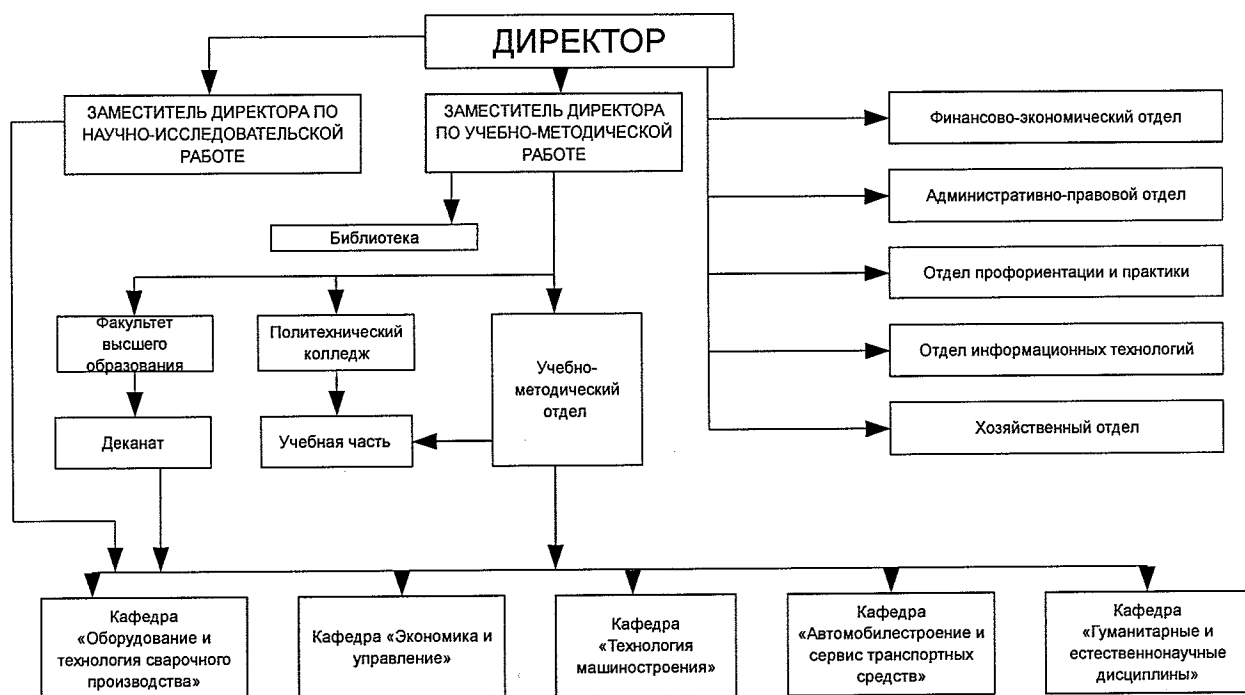 ДИРЕКТОР
ЗАМЕСТИТЕЛЬ ДИРЕКТОРА ПО
НАУЧНО-ИССЛЕДОВАТЕЛЬСКОЙ
РАБОТЕ
ЗАМЕСТИТЕЛЬ ДИРЕКТОРА
ПО УЧЕБНО-МЕТОДИЧЕСКОЙ
РАБОТЕ
Финансово-экономический отдел
Административно-правовой отдел
Библиотека
Отдел профориентации и практики
Факультет
высшего
образования
Политехнический
колледж
Учебно-
методический
отдел
Отдел информационных технологий
Деканат
Учебная часть
Хозяйственный отдел
Кафедра
«Оборудование и
технология сварочного
производства»
Кафедра «Экономика и
управление»
Кафедра
«Технология
машиностроения»
Кафедра
«Автомобилестроение и
сервис транспортных
средств»
Кафедра
«Гуманитарные и
естественнонаучные
дисциплины»